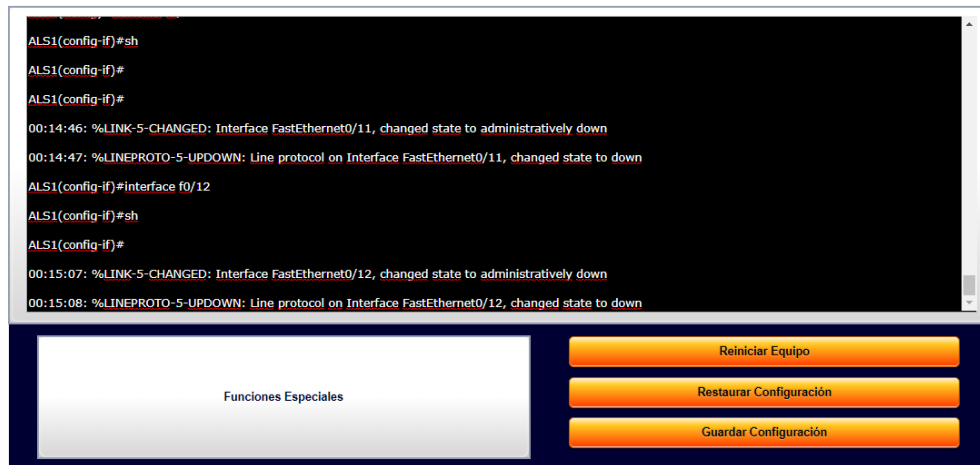 ALS1(config-if)#sh
ALS1(config-if)#
ALS1(config-if)#
00:14:46: %LINK-5-CHANGED: Interface FastEthernet0/11, changed state to administratively down
00:14:47: %LINEPROTO-5-UPDOWN: Line protocol on Interface FastEthernet0/11, changed state to down
ALS1(config-if)#interface f0/12
ALS1(config-if)#sh
ALS1(config-if)#
00:15:07: %LINK-5-CHANGED: Interface FastEthernet0/12, changed state to administratively down
00:15:08: %LINEPROTO-5-UPDOWN: Line protocol on Interface FastEthernet0/12, changed state to down
Funciones Especiales
Reiniciar Equipo
Restaurar Configuración
Guardar Configuración